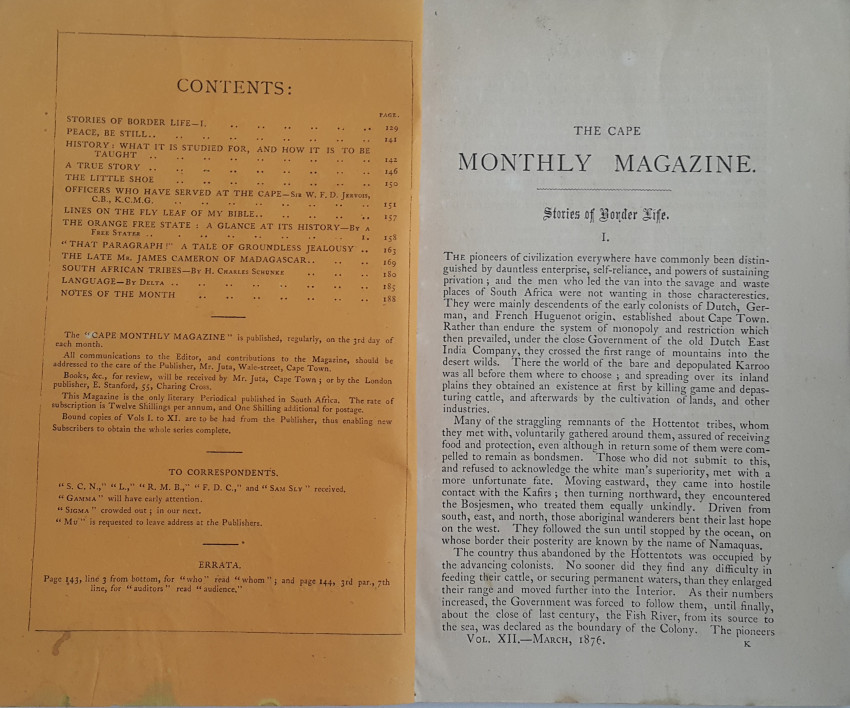 CONTENTS:
PAGE.
STORIES OF BORDER LIFE—I. .. .. .. .. .. 129
PEACE, BE STILL.. .. .. .. .. .. .. .. 141
HISTORY: WHAT IT IS STUDIED FOR, AND HOW IT IS TO BE
TAUGHT .. .. .. .. .. .. .. .. 142
A TRUE STORY .. .. .. .. .. .. .. .. 146
THE LITTLE SHOE .. .. .. .. .. .. .. 150
OFFICERS WHO HAVE SERVED AT THE CAPE—SIR W. F. D. JERVOIS,
C.B., K.C.M.G. .. .. .. .. .. .. .. 151
LINES ON THE FLY LEAF OF MY BIBLE.. .. .. .. .. 157
THE ORANGE FREE STATE: A GLANCE AT ITS HISTORY—BY A
FREE STATER .. .. .. .. .. .. .. I. 158
"THAT PARAGRAPH!" A TALE OF GROUNDLESS JEALOUSY .. 163
THE LATE MR. JAMES CAMERON OF MADAGASCAR.. .. .. 169
SOUTH AFRICAN TRIBES—BY H. CHARLES SCHUNKE .. .. .. 180
LANGUAGE—BY DELTA .. .. .. .. .. .. .. 185
NOTES OF THE MONTH .. .. .. .. .. .. 188
The "CAPE MONTHLY MAGAZINE" is published, regularly, on the 3rd day of
each month.
All communications to the Editor, and contributions to the Magazine, should be
addressed to the care of the Publisher, Mr. Juta, Wale-street, Cape Town.
Books, &c., for review, will be received by Mr. Juta, Cape Town; or by the London
publisher, E. Stanford, 55, Charing Cross.
This Magazine is the only literary Periodical published in South Africa. The rate of
subscription is Twelve Shillings per annum, and One Shilling additional for postage.
Bound copies of Vols I. to XI. are to be had from the Publisher, thus enabling new
Subscribers to obtain the whole series complete.
TO CORRESPONDENTS.
"S. C. N.," "L.," "R. M. B.," "F. D. C.," and "SAM SLY" received.
"GAMMA" will have early attention.
"SIGMA" crowded out; in our next.
"MU" is requested to leave address at the Publishers.
ERRATA.
Page 143, line 3 from bottom, for "who" read "whom"; and page 144, 3rd par., 7th
line, for "auditors" read "audience."
THE CAPE
MONTHLY MAGAZINE.
Stories of Border Life.
I.
THE pioneers of civilization everywhere have commonly been distin-
guished by dauntless enterprise, self-reliance, and powers of sustaining
privation; and the men who led the van into the savage and waste
places of South Africa were not wanting in those characterestics.
They were mainly descendents of the early colonists of Dutch, Ger-
man, and French Huguenot origin, established about Cape Town.
Rather than endure the system of monopoly and restriction which
then prevailed, under the close Government of the old Dutch East
India Company, they crossed the first range of mountains into the
desert wilds. There the world of the bare and depopulated Karroo
was all before them where to choose; and spreading over its inland
plains they obtained an existence at first by killing game and depas-
turing cattle, and afterwards by the cultivation of lands, and other
industries.
Many of the straggling remnants of the Hottentot tribes, whom
they met with, voluntarily gathered around them, assured of receiving
food and protection, even although in return some of them were com-
pelled to remain as bondsmen. Those who did not submit to this,
and refused to acknowledge the white man's superiority, met with a
more unfortunate fate. Moving eastward, they came into hostile
contact with the Kafirs; then turning northward, they encountered
the Bosjesmen, who treated them equally unkindly. Driven from
south, east, and north, those aboriginal wanderers bent their last hope
on the west. They followed the sun until stopped by the ocean, on
whose border their posterity are known by the name of Namaquas.
The country thus abandoned by the Hottentots was occupied by
the advancing colonists. No sooner did they find any difficulty in
feeding their cattle, or securing permanent waters, than they enlarged
their range and moved further into the Interior. As their numbers
increased, the Government was forced to follow them, until finally,
about the close of last century, the Fish River, from its source to
the sea, was declared as the boundary of the Colony. The pioneers
VOL. XII.—MARCH, 1876. K